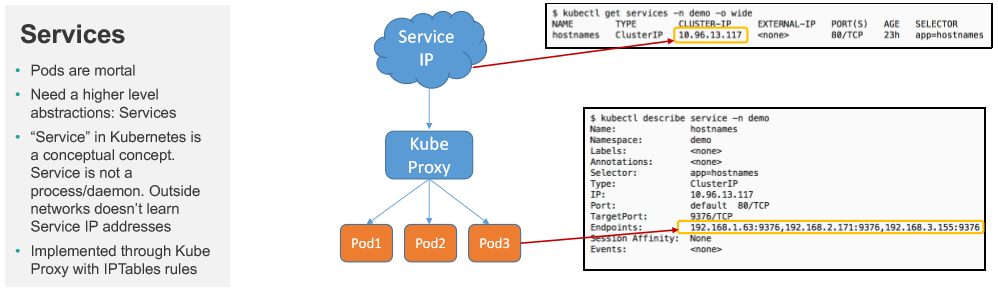 Services
• Pods are mortal
• Need a higher level
abstractions: Services
• “Service” in Kubernetes is
a conceptual concept.
Service is not a
process/daemon. Outside
networks doesn’t learn
Service IP addresses
• Implemented through Kube
Proxy with IPTables rules
Service
IP
Kube
Proxy
Pod1 Pod2 Pod3
$ kubectl get services -n demo -o wide
NAME TYPE CLUSTER-IP EXTERNAL-IP PORT(S) AGE SELECTOR
hostnames ClusterIP 10.96.13.117 <none> 80/TCP 23h app=hostnames
$ kubectl describe service -n demo
Name: hostnames
Namespace: demo
Labels: <none>
Annotations: <none>
Selector: app=hostnames
Type: ClusterIP
IP: 10.96.13.117
Port: default 80/TCP
TargetPort: 9376/TCP
Endpoints: 192.168.1.63:9376,192.168.2.171:9376,192.168.3.155:9376
Session Affinity: None
Events: <none>